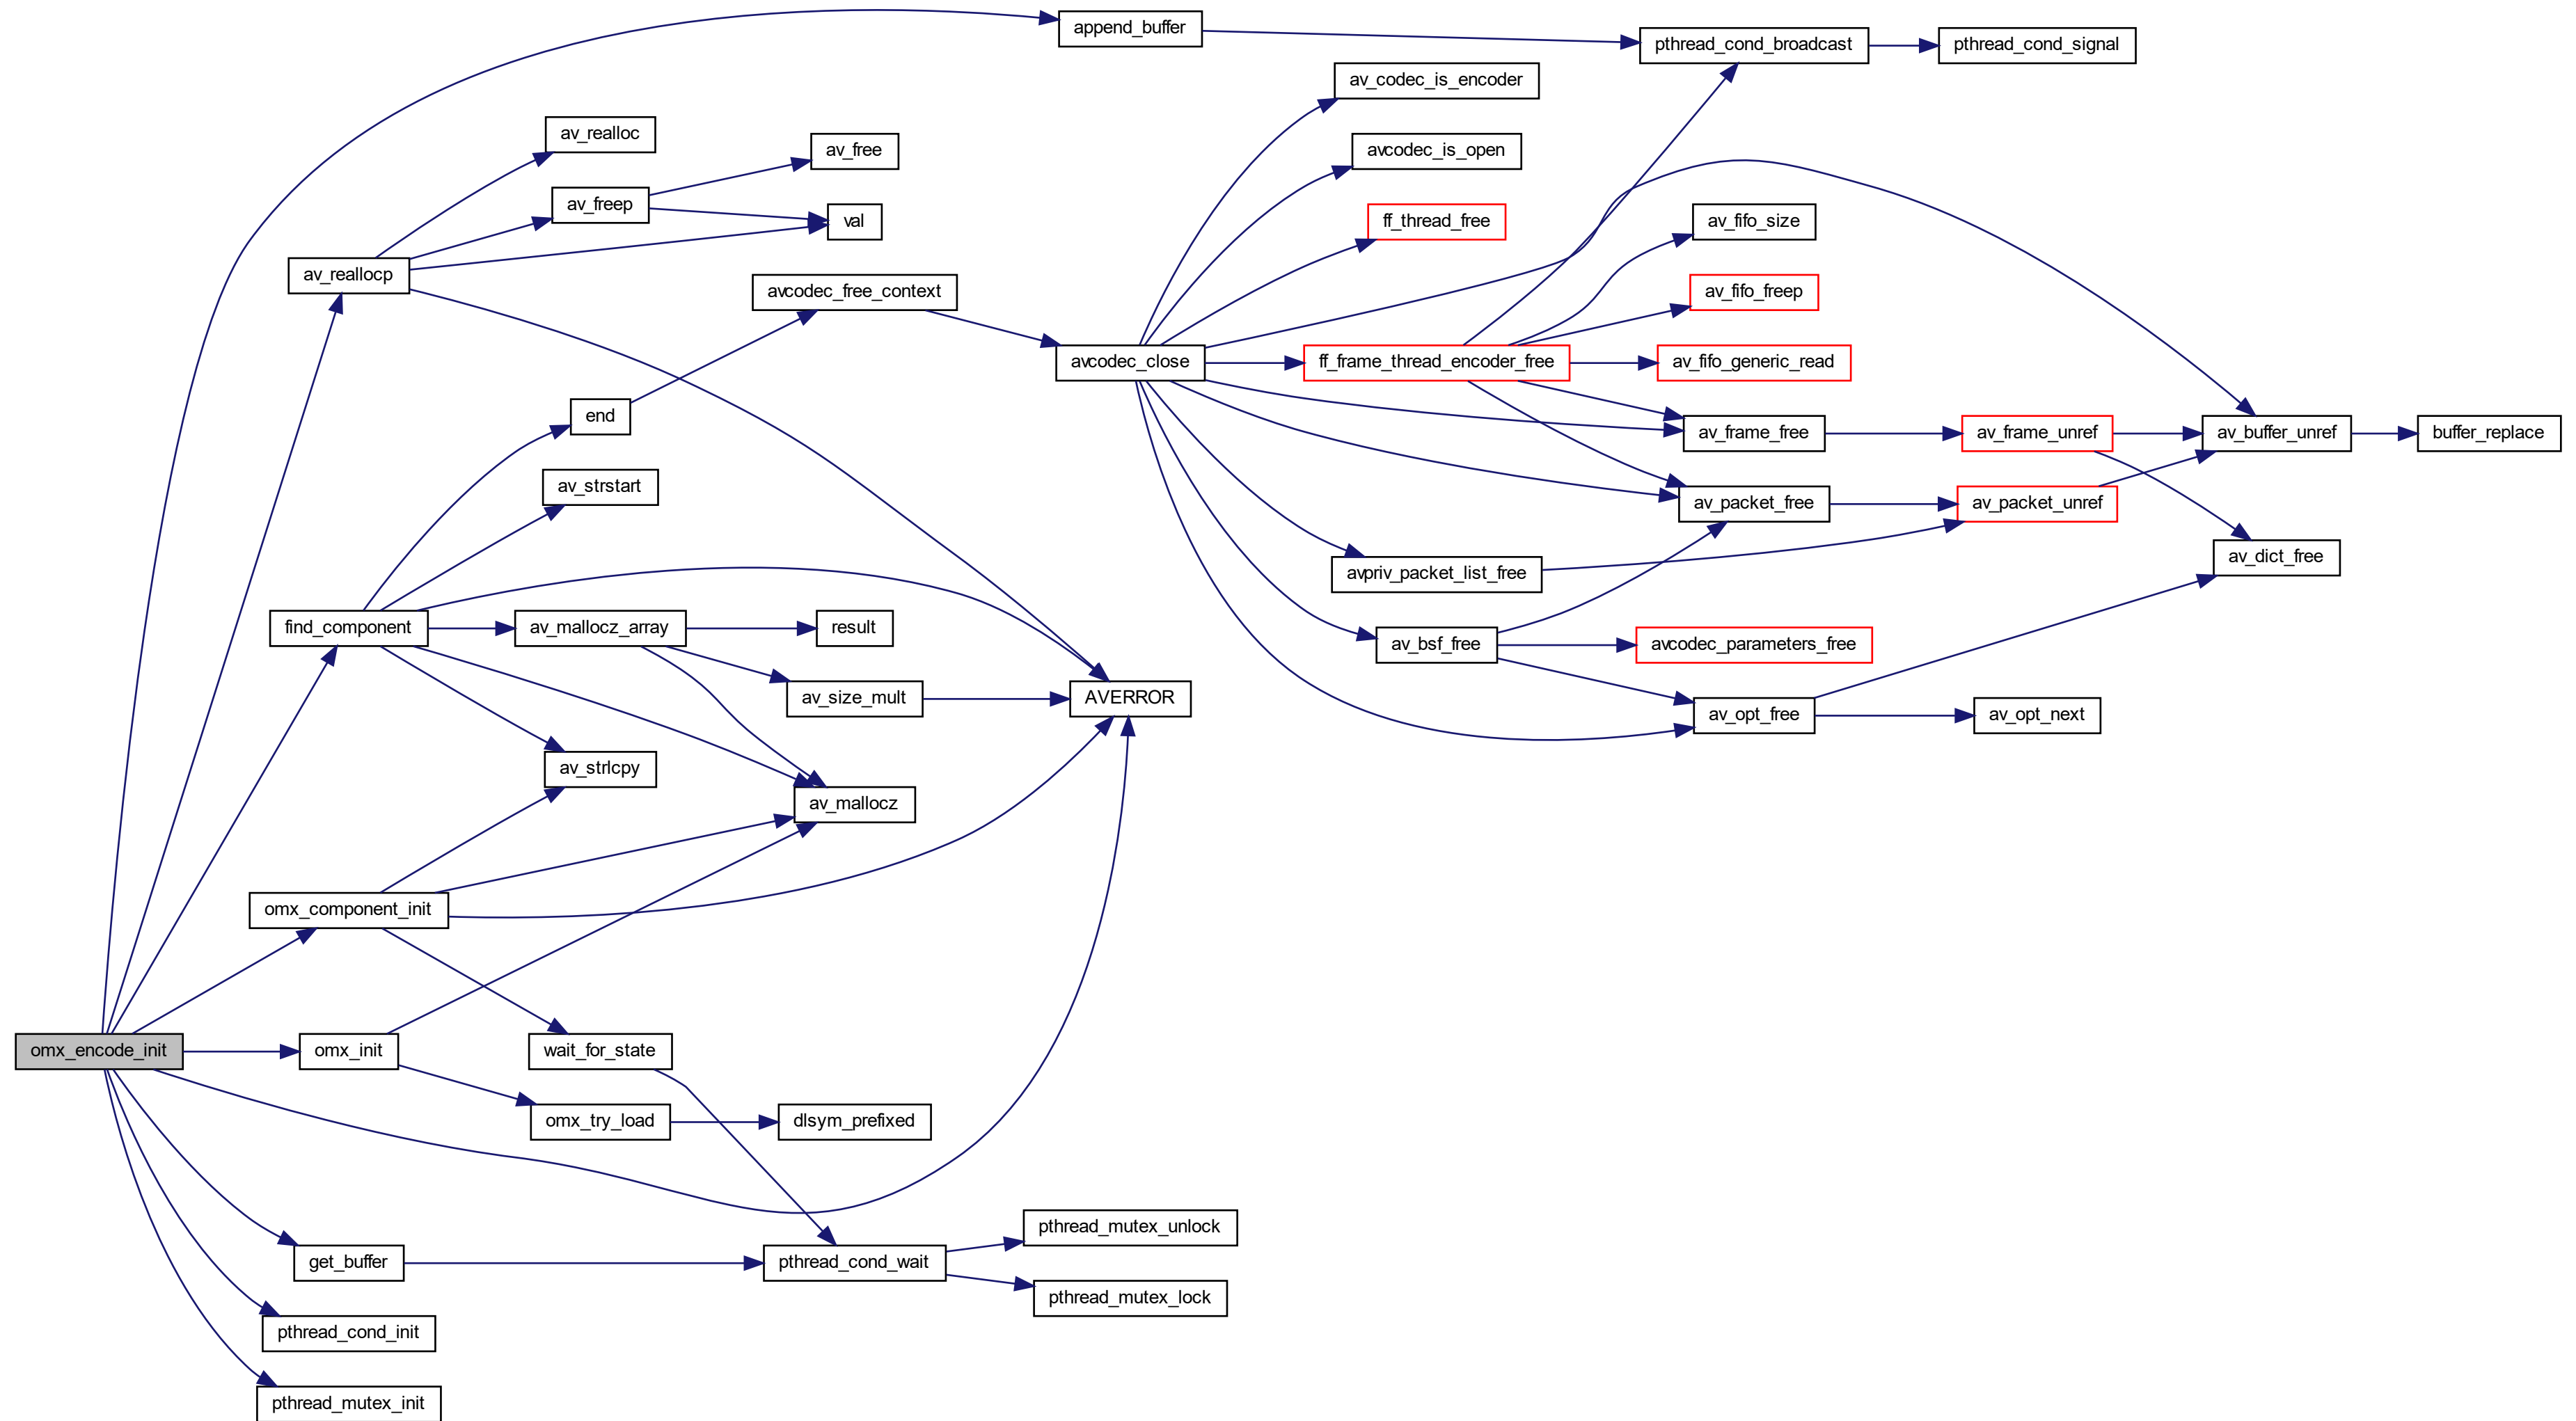 append_buffer
pthread_cond_broadcast
pthread_cond_signal
av_codec_is_encoder
av_realloc
av_free
avcodec_is_open
av_freep
val
ff_thread_free
av_fifo_size
av_reallocp
avcodec_free_context
av_fifo_freep
avcodec_close
ff_frame_thread_encoder_free
av_fifo_generic_read
end
av_frame_free
av_frame_unref
av_buffer_unref
buffer_replace
av_strstart
av_packet_free
av_packet_unref
avpriv_packet_list_free
av_dict_free
find_component
av_mallocz_array
result
av_bsf_free
avcodec_parameters_free
av_size_mult
AVERROR
av_opt_free
av_opt_next
av_strlcpy
av_mallocz
omx_component_init
omx_encode_init
omx_init
wait_for_state
omx_try_load
dlsym_prefixed
pthread_mutex_unlock
get_buffer
pthread_cond_wait
pthread_mutex_lock
pthread_cond_init
pthread_mutex_init